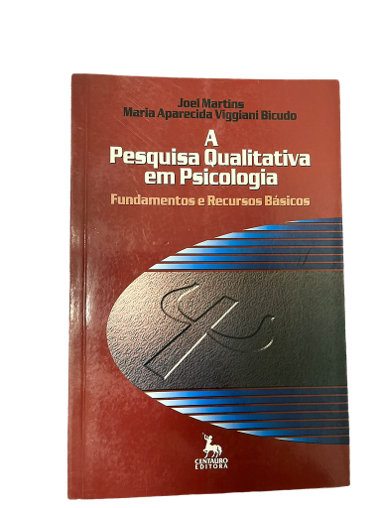 Joel Martins
Maria Aparecida Viggiani Bicudo
A
Pesquisa Qualitativa
em Psicologia
Fundamentos e Recursos Básicos
CENTAURO
EDITORA